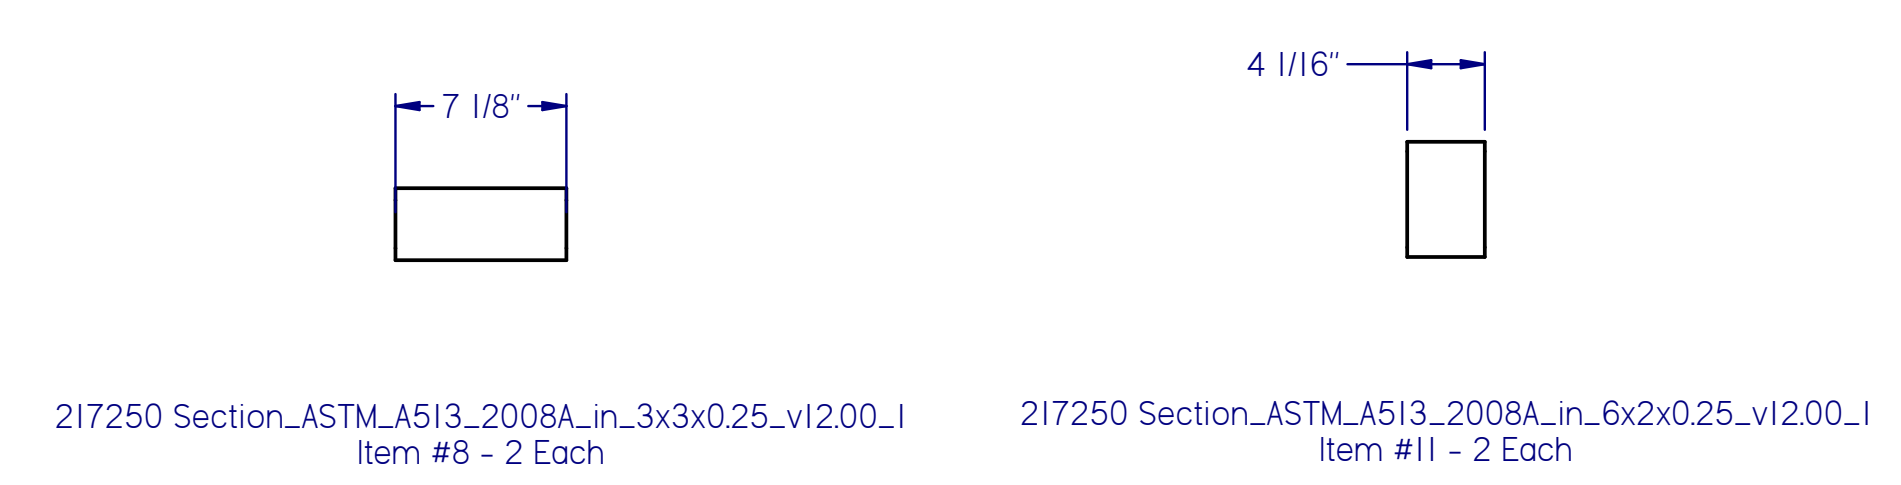 4 1/16"
7 1/8"
217250 Section_ASTM_A513_2008A_in_3x3x0.25_v12.00_1
Item #8 - 2 Each
217250 Section_ASTM_A513_2008A_in_6x2x0.25_v12.00_1
Item #11 - 2 Each